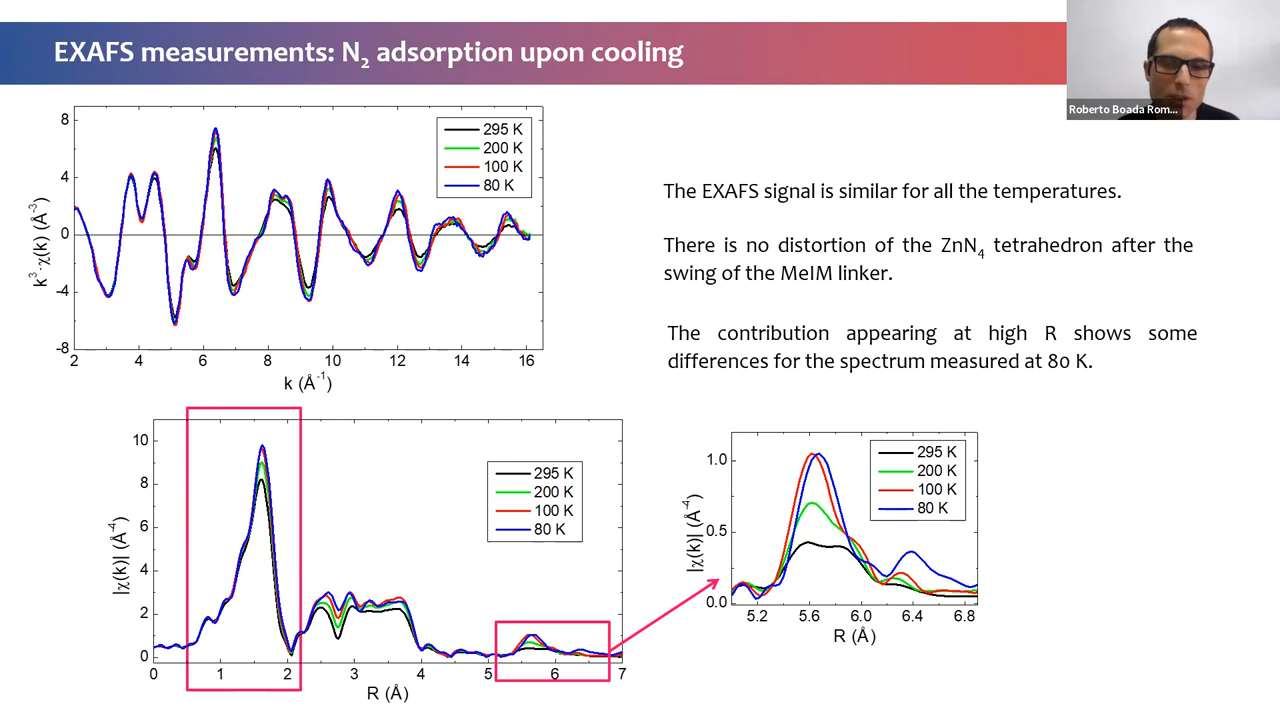 EXAFS measurements: N₂ adsorption upon cooling
Roberto Boada Rom...
8
4
0
-4
-8
k³·χ(k) (Å⁻³)
295 K
200 K
100 K
80 K
2 4 6 8 10 12 14 16
k (Å⁻¹)
The EXAFS signal is similar for all the temperatures.
There is no distortion of the ZnN₄ tetrahedron after the
swing of the MeIM linker.
The contribution appearing at high R shows some
differences for the spectrum measured at 80 K.
10
8
6
4
2
0
|χ(k)| (Å⁻⁴)
295 K
200 K
100 K
80 K
0 1 2 3 4 5 6 7
R (Å)
1.0
0.5
0.0
|χ(k)| (Å⁻⁴)
295 K
200 K
100 K
80 K
5.2 5.6 6.0 6.4 6.8
R (Å)